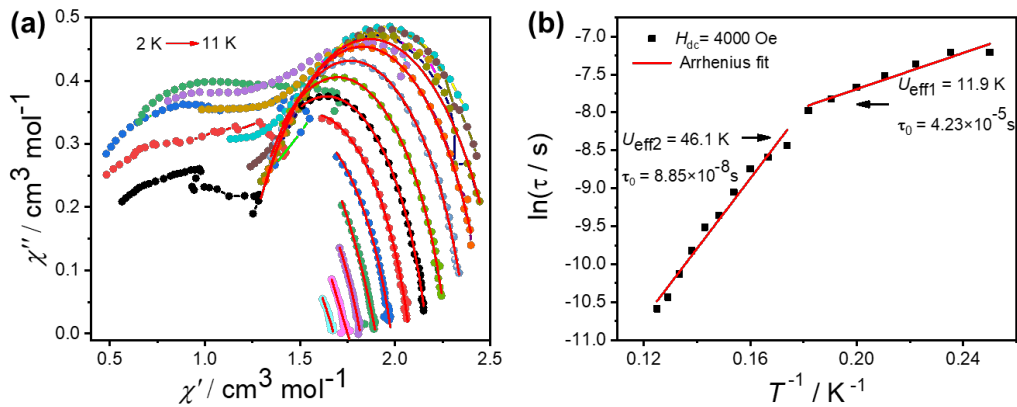 (a)
2 K → 11 K
0.5
0.4
0.3
0.2
0.1
0.0
χ″ / cm³ mol⁻¹
0.5
1.0
1.5
2.0
2.5
χ′ / cm³ mol⁻¹
(b)
H_dc = 4000 Oe
Arrhenius fit
U_eff1 = 11.9 K
τ₀ = 4.23×10⁻⁵s
U_eff2 = 46.1 K
τ₀ = 8.85×10⁻⁸s
-7.0
-7.5
-8.0
-8.5
-9.0
-9.5
-10.0
-10.5
-11.0
ln(τ / s)
0.12
0.16
0.20
0.24
T⁻¹ / K⁻¹